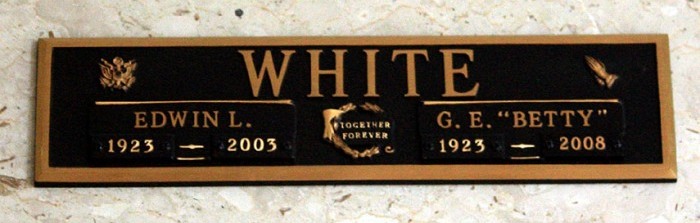 WHITE
EDWIN L.
1923 – 2003
TOGETHER
FOREVER
G. E. "BETTY"
1923 – 2008